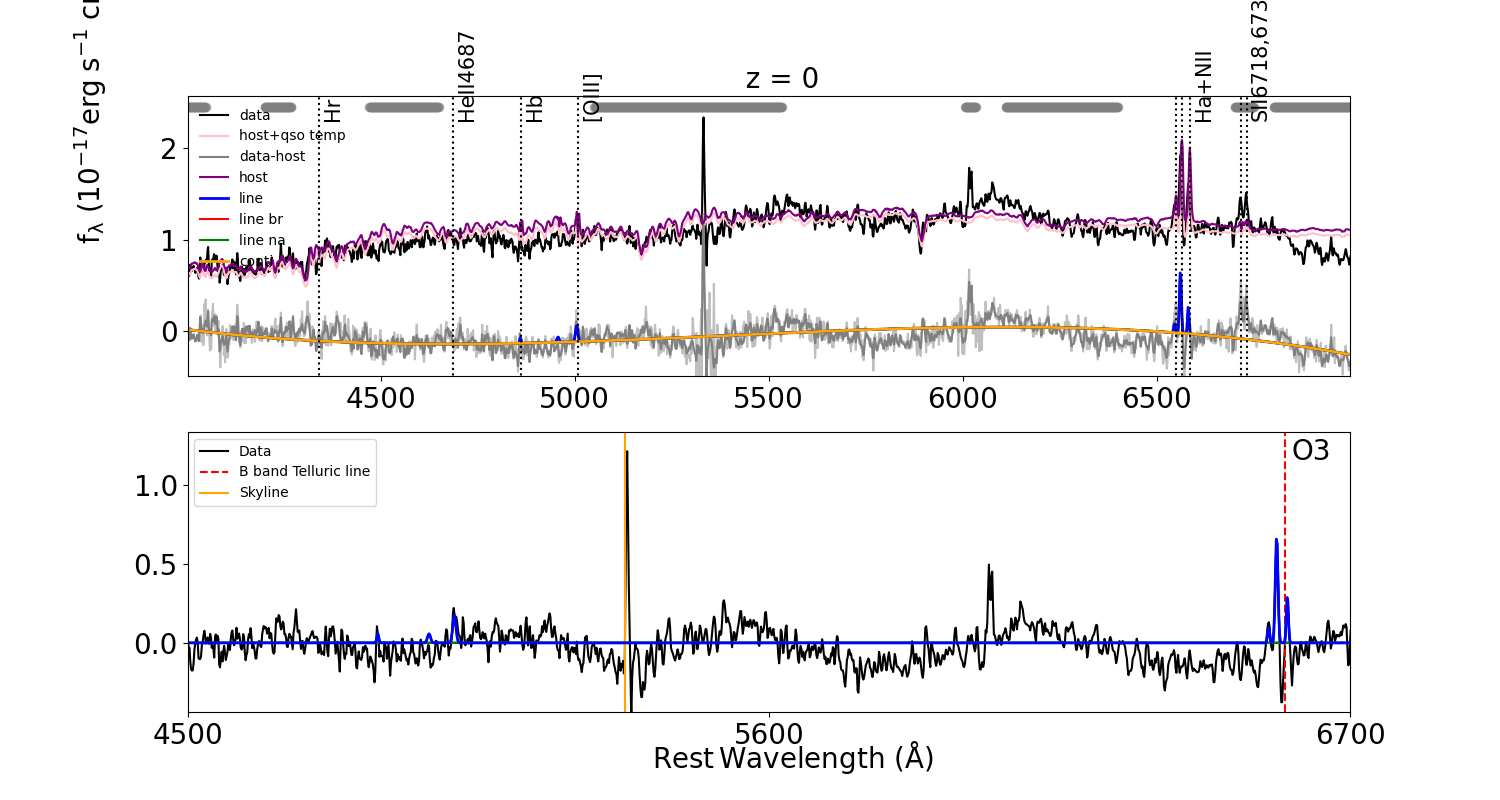 z = 0
fλ (10−17erg s−1 c
Hr
HeII4687
Hb
[OIII]
Ha+NII
SII6718,673
data
host+qso temp
data-host
host
line
line br
line na
conti
2
1
0
4500
5000
5500
6000
6500
Data
B band Telluric line
Skyline
O3
1.0
0.5
0.0
4500
5600
6700
Rest Wavelength (Å)